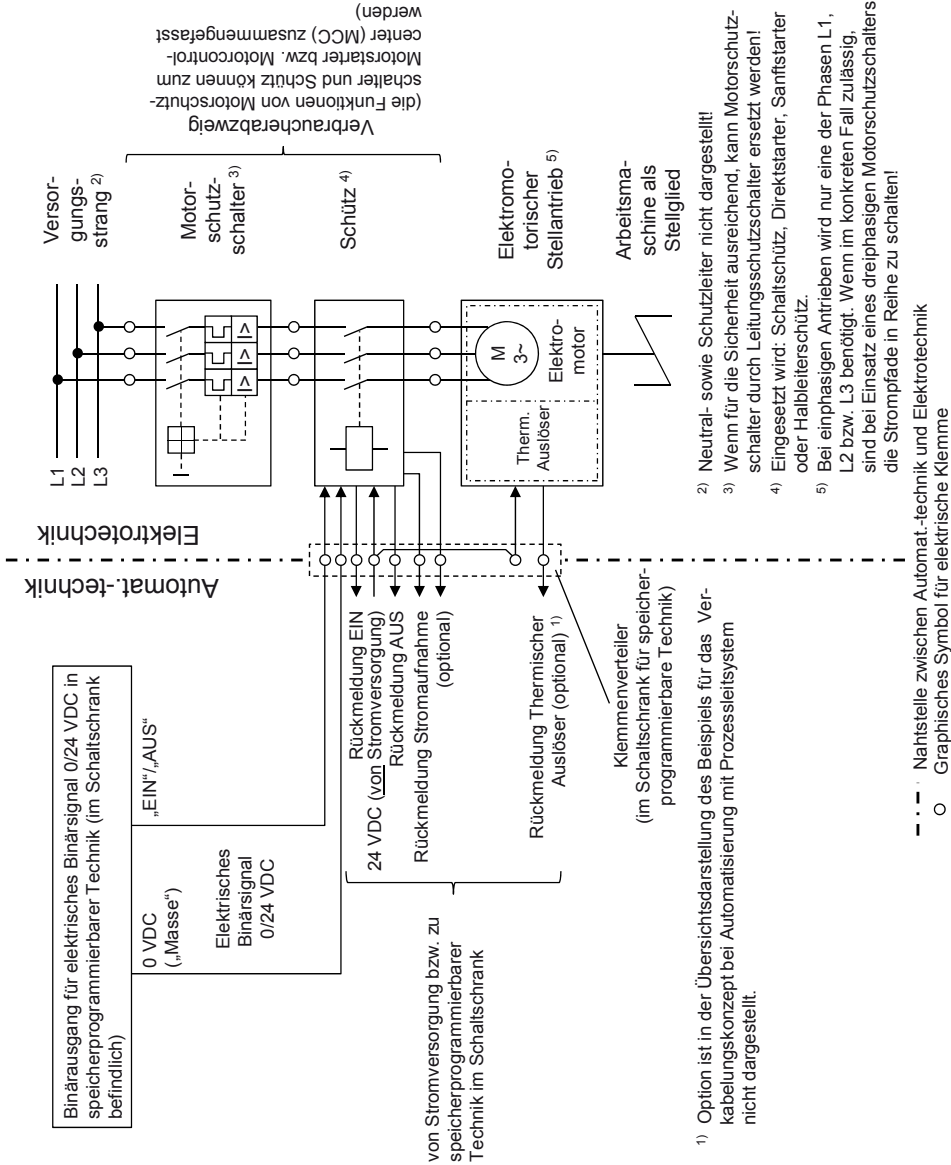 Binärausgang für elektrisches Binärsignal 0/24 VDC in
speicherprogrammierbarer Technik (im Schaltschrank
befindlich)
0 VDC
(„Masse“)
„EIN“/„AUS“
Elektrisches
Binärsignal
0/24 VDC
Automat.-technik
Elektrotechnik
L1
L2
L3
Versor-
gungs-
strang 2)
Motor-
schutz-
schalter 3)
Schütz 4)
Verbraucherabzweig
(die Funktionen von Motorschutz-
schalter und Schütz können zum
Motorstarter bzw. Motorcontrol-
center (MCC) zusammengefasst
werden)
I>
I>
I>
von Stromversorgung bzw. zu
speicherprogrammierbarer
Technik im Schaltschrank
Rückmeldung EIN
24 VDC (von Stromversorgung)
Rückmeldung AUS
Rückmeldung Stromaufnahme
(optional)
Rückmeldung Thermischer
Auslöser (optional) 1)
Therm.
Auslöser
M
3~
Elektro-
motor
Elektromo-
torischer
Stellantrieb 5)
Arbeitsma-
schine als
Stellglied
Klemmenverteiler
(im Schaltschrank für speicher-
programmierbare Technik)
1) Option ist in der Übersichtsdarstellung des Beispiels für das Ver-
kabelungskonzept bei Automatisierung mit Prozessleitsystem
nicht dargestellt.
2) Neutral- sowie Schutzleiter nicht dargestellt!
3) Wenn für die Sicherheit ausreichend, kann Motorschutz-
schalter durch Leitungsschutzschalter ersetzt werden!
4) Eingesetzt wird: Schaltschütz, Direktstarter, Sanftstarter
oder Halbleiterschütz.
5) Bei einphasigen Antrieben wird nur eine der Phasen L1,
L2 bzw. L3 benötigt. Wenn im konkreten Fall zulässig,
sind bei Einsatz eines dreiphasigen Motorschutzschalters
die Strompfade in Reihe zu schalten!
Nahtstelle zwischen Automat.-technik und Elektrotechnik
Graphisches Symbol für elektrische Klemme